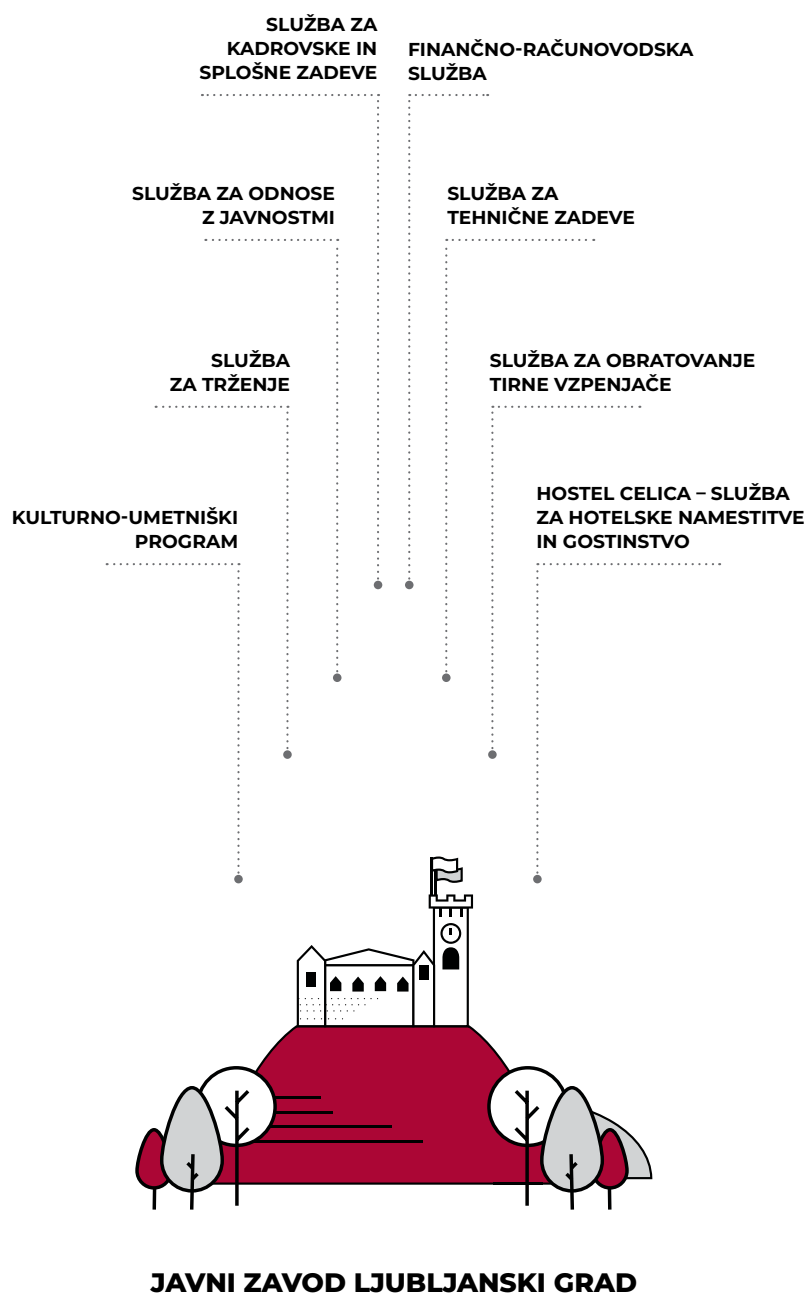 SLUŽBA ZA
KADROVSKE IN
SPLOŠNE ZADEVE
FINANČNO-RAČUNOVODSKA
SLUŽBA
SLUŽBA ZA ODNOSE
Z JAVNOSTMI
SLUŽBA ZA
TEHNIČNE ZADEVE
SLUŽBA
ZA TRŽENJE
SLUŽBA ZA OBRATOVANJE
TIRNE VZPENJAČE
KULTURNO-UMETNIŠKI
PROGRAM
HOSTEL CELICA – SLUŽBA
ZA HOTELSKE NAMESTITVE
IN GOSTINSTVO
JAVNI ZAVOD LJUBLJANSKI GRAD